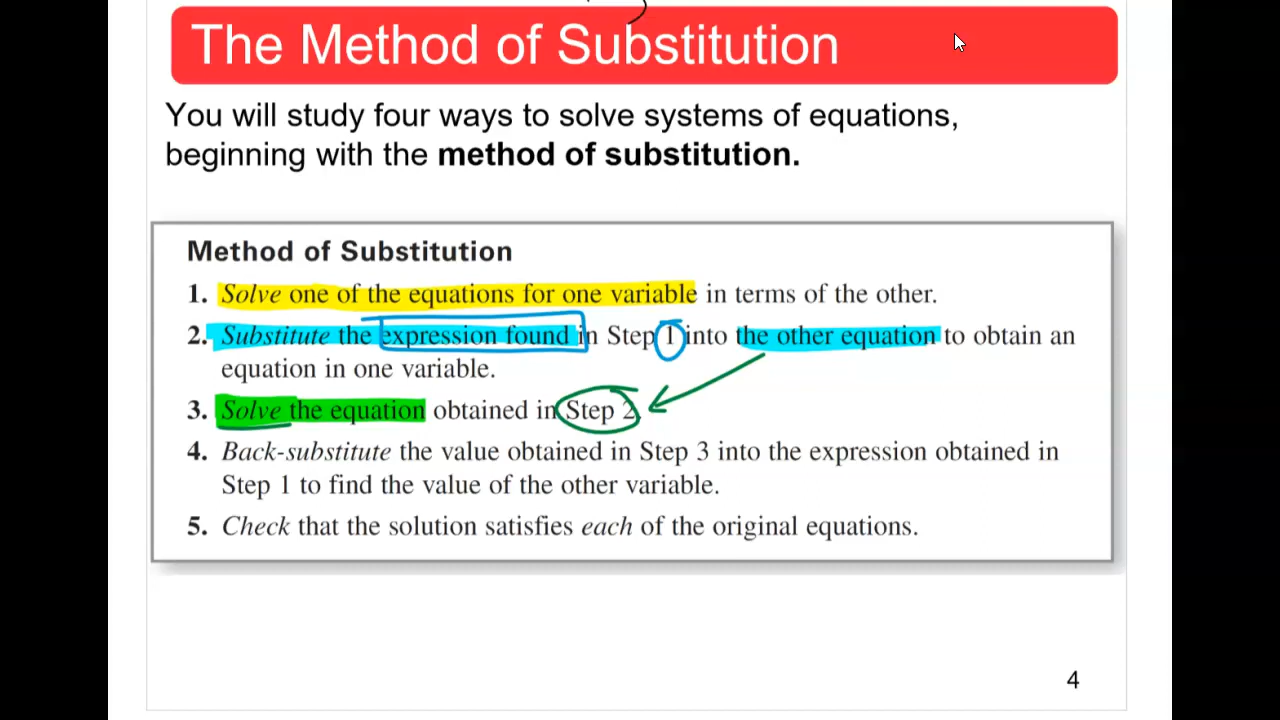 The Method of Substitution
You will study four ways to solve systems of equations,
beginning with the method of substitution.
Method of Substitution
1. Solve one of the equations for one variable in terms of the other.
2. Substitute the expression found in Step 1 into the other equation to obtain an
equation in one variable.
3. Solve the equation obtained in Step 2.
4. Back-substitute the value obtained in Step 3 into the expression obtained in
Step 1 to find the value of the other variable.
5. Check that the solution satisfies each of the original equations.
4